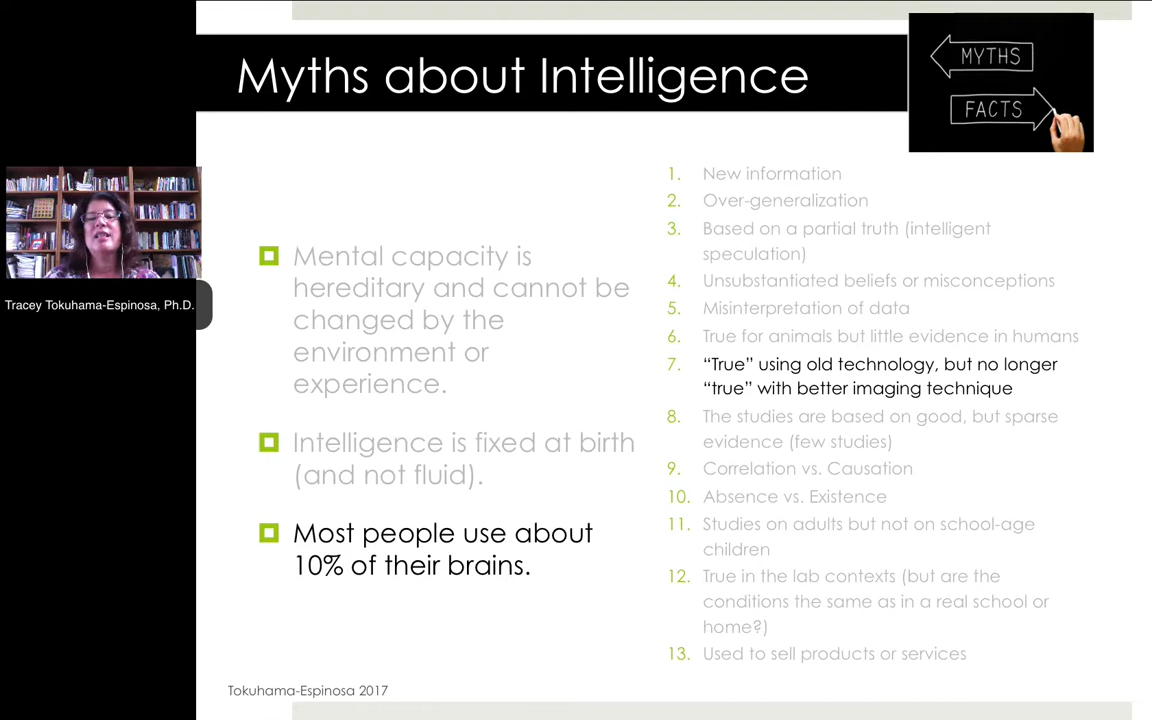 Myths about Intelligence
MYTHS
FACTS
Tracey Tokuhama-Espinosa, Ph.D.
Mental capacity is
hereditary and cannot be
changed by the
environment or
experience.
Intelligence is fixed at birth
(and not fluid).
Most people use about
10% of their brains.
1. New information
2. Over-generalization
3. Based on a partial truth (intelligent
speculation)
4. Unsubstantiated beliefs or misconceptions
5. Misinterpretation of data
6. True for animals but little evidence in humans
7. “True” using old technology, but no longer
“true” with better imaging technique
8. The studies are based on good, but sparse
evidence (few studies)
9. Correlation vs. Causation
10. Absence vs. Existence
11. Studies on adults but not on school-age
children
12. True in the lab contexts (but are the
conditions the same as in a real school or
home?)
13. Used to sell products or services
Tokuhama-Espinosa 2017